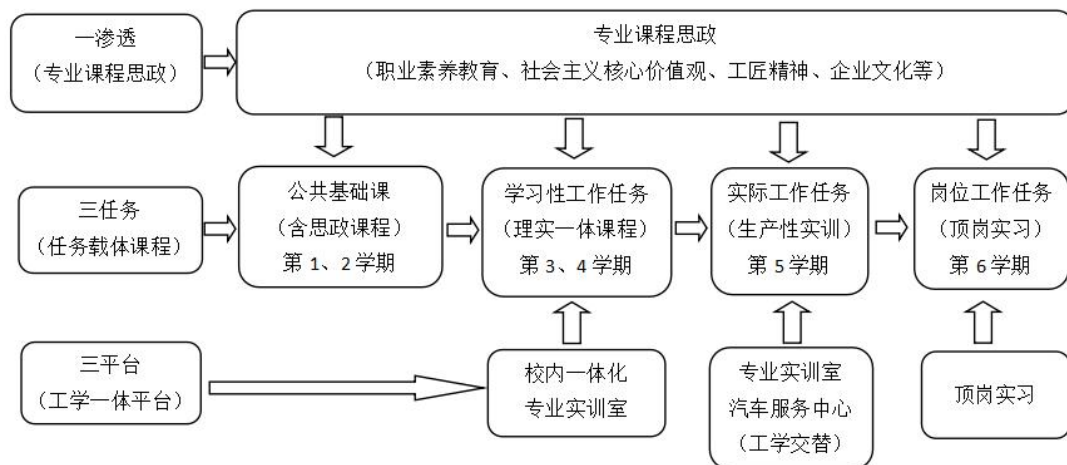 一渗透
（专业课程思政）
专业课程思政
（职业素养教育、社会主义核心价值观、工匠精神、企业文化等）
三任务
（任务载体课程）
公共基础课
（含思政课程）
第 1、2 学期
学习性工作任务
（理实一体课程）
第 3、4 学期
实际工作任务
（生产性实训）
第 5 学期
岗位工作任务
（顶岗实习）
第 6 学期
三平台
（工学一体平台）
校内一体化
专业实训室
专业实训室
汽车服务中心
（工学交替）
顶岗实习